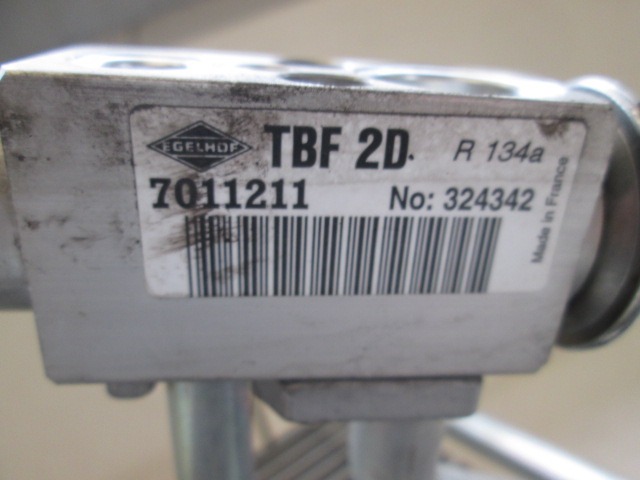 EGELHOF TBF 2D. R 134a
7011211 No: 324342
Made in France